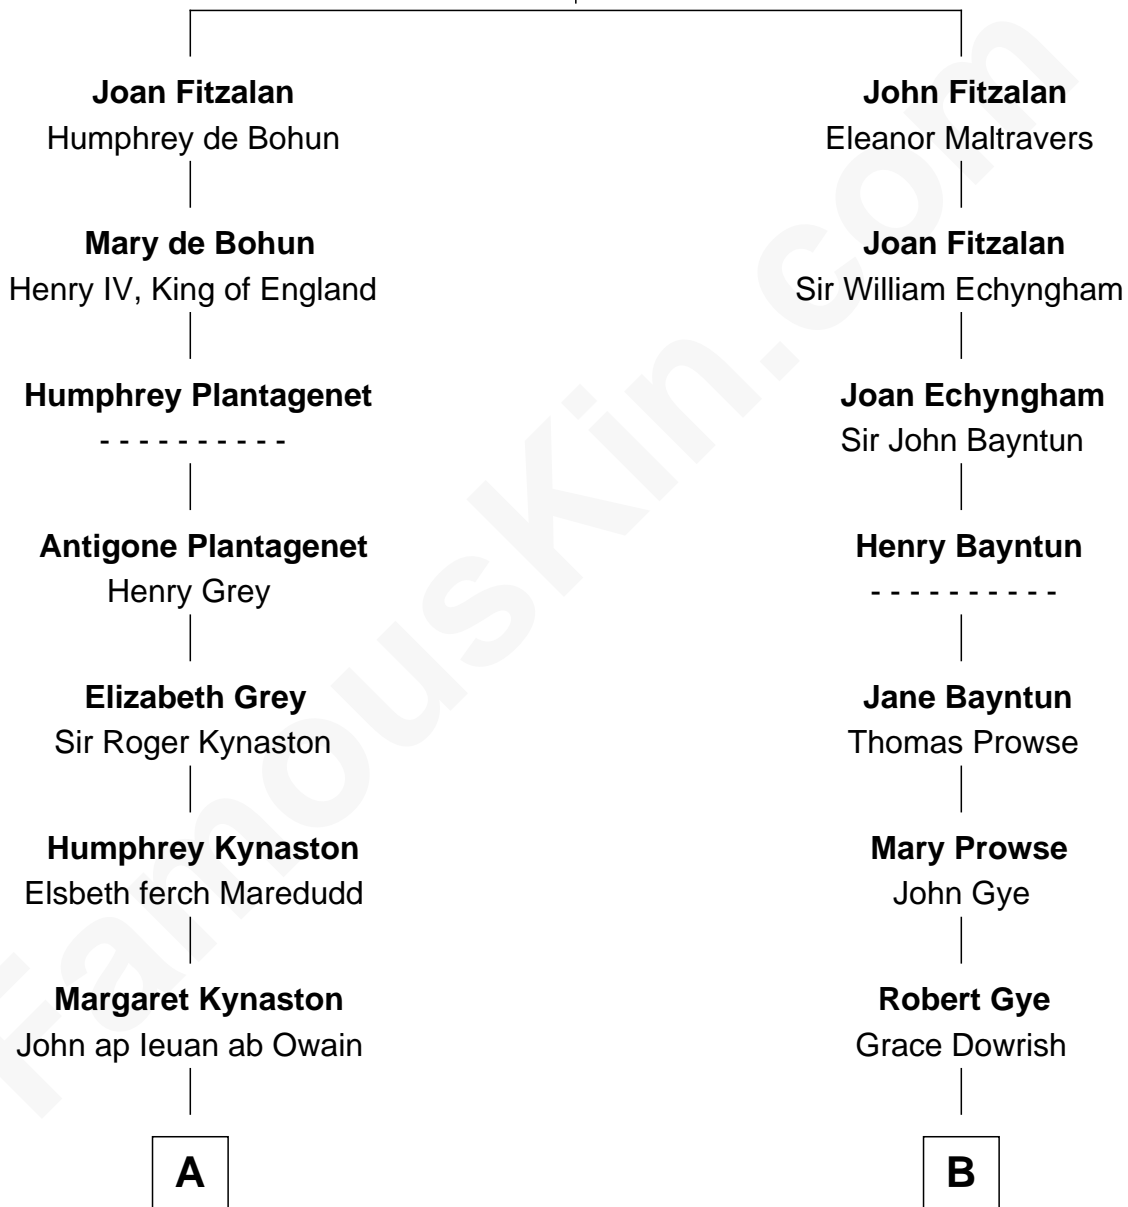 Joan Fitzalan
Humphrey de Bohun
Mary de Bohun
Henry IV, King of England
Humphrey Plantagenet
- - - - - - - - - -
Antigone Plantagenet
Henry Grey
Elizabeth Grey
Sir Roger Kynaston
Humphrey Kynaston
Elsbeth ferch Maredudd
Margaret Kynaston
John ap Ieuan ab Owain
A
John Fitzalan
Eleanor Maltravers
Joan Fitzalan
Sir William Echyngham
Joan Echyngham
Sir John Bayntun
Henry Bayntun
- - - - - - - - - -
Jane Bayntun
Thomas Prowse
Mary Prowse
John Gye
Robert Gye
Grace Dowrish
B
FamousKin.com